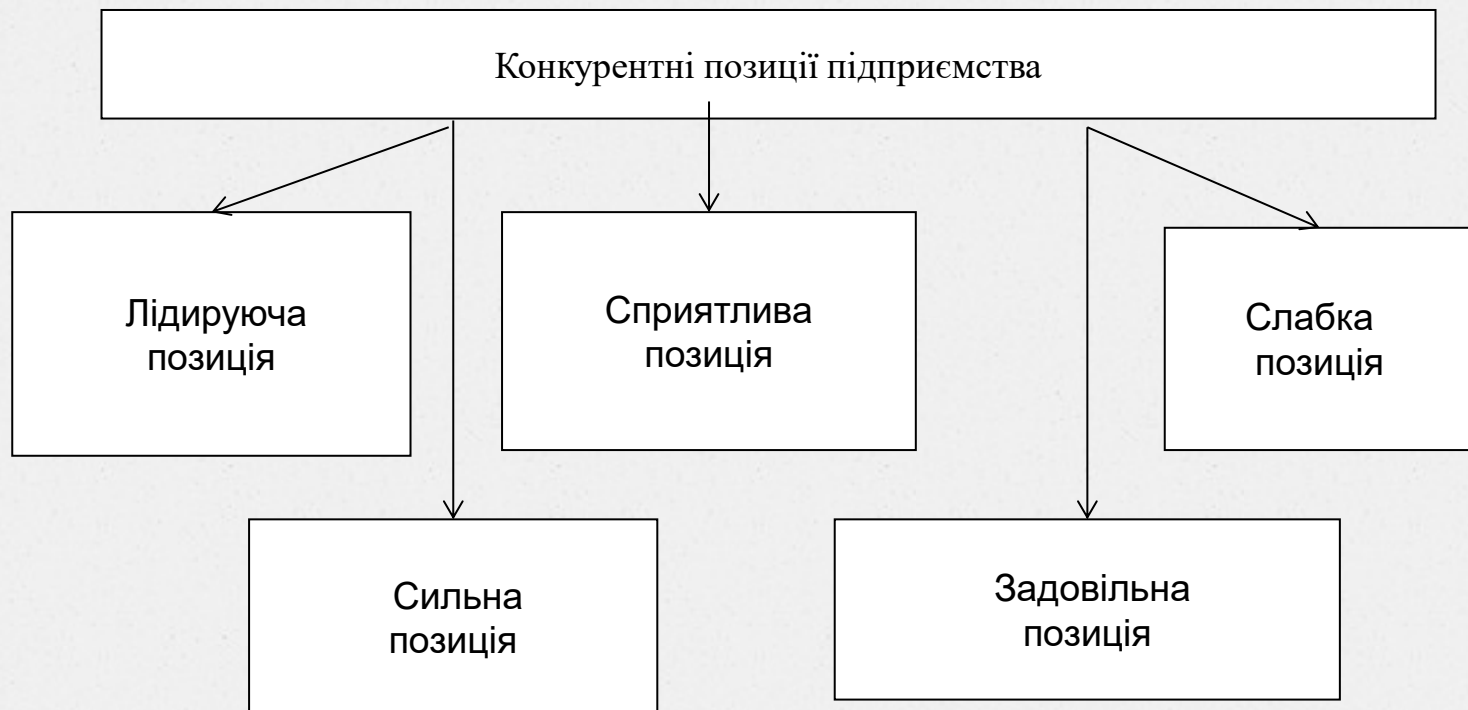 Конкурентні позиції підприємства
Лідируюча
позиція
Сприятлива
позиція
Слабка
позиція
Сильна
позиція
Задовільна
позиція